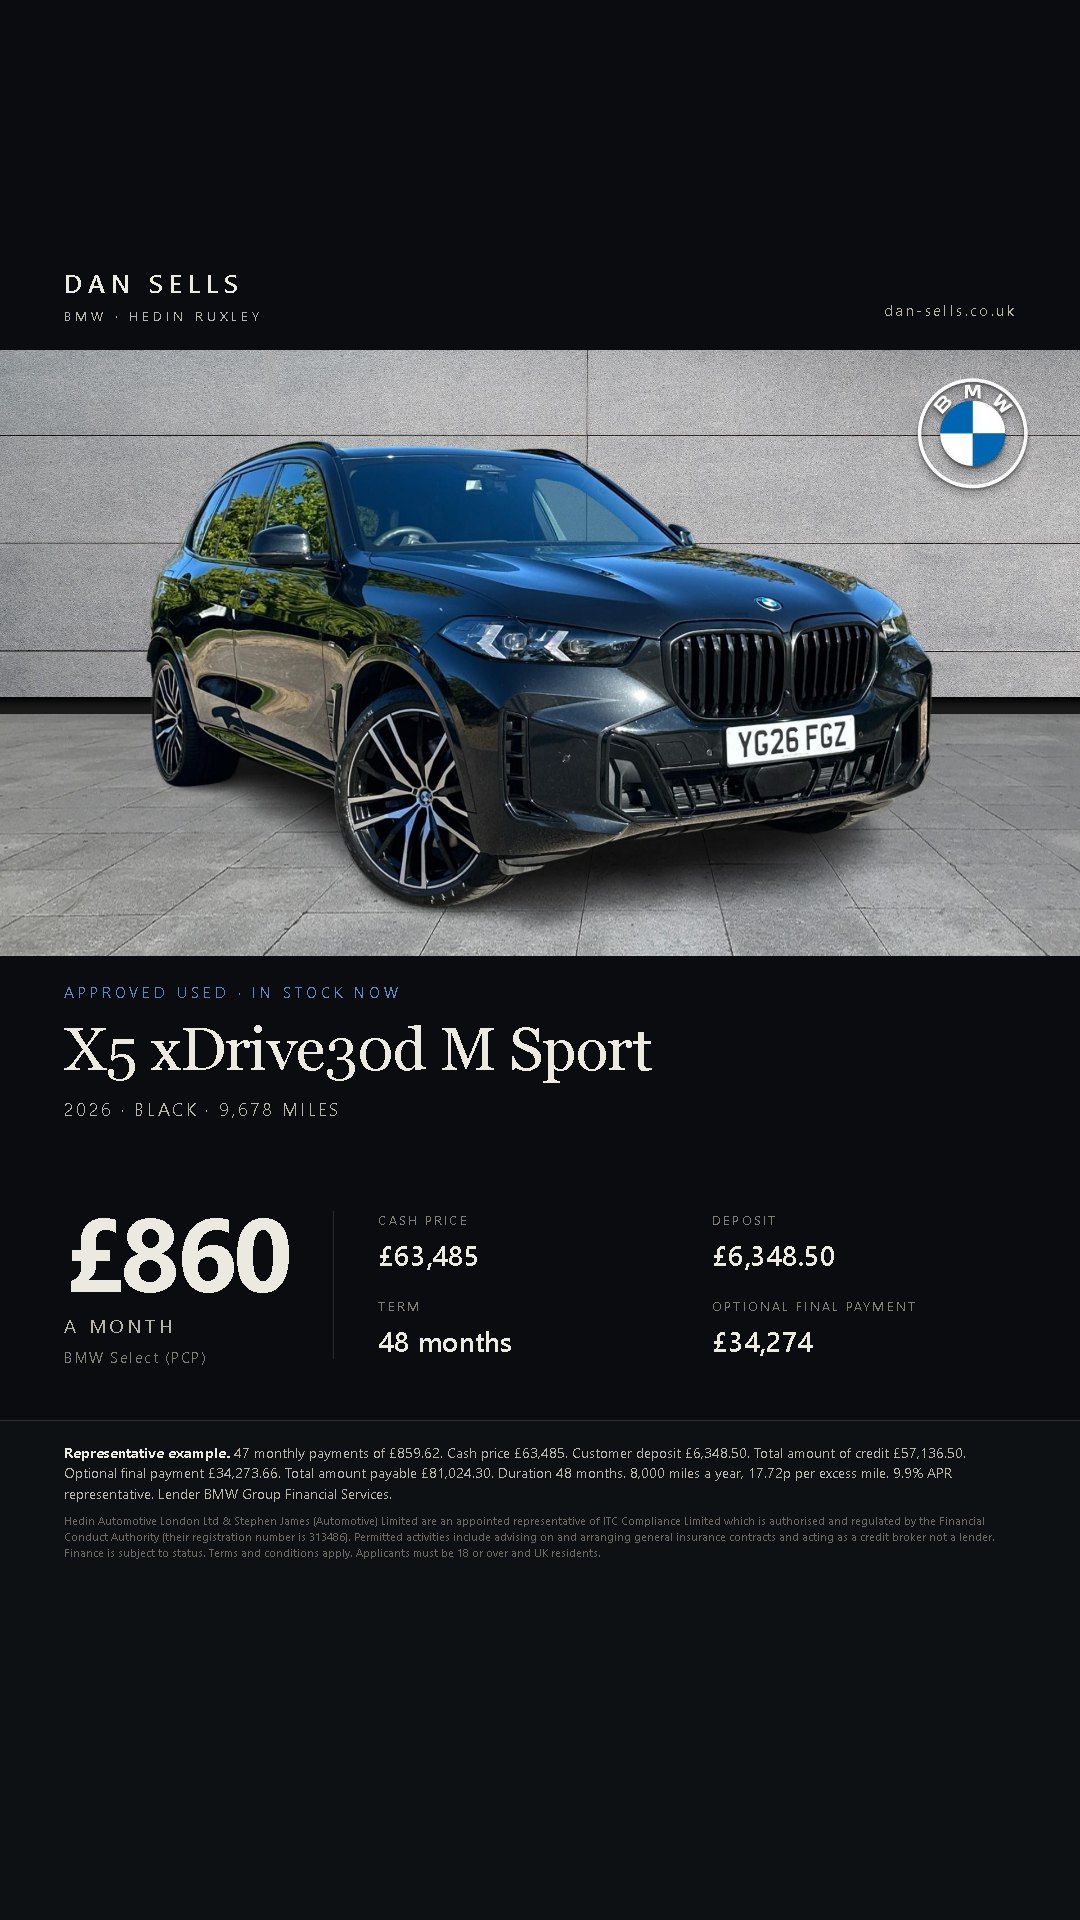 DAN SELLS
BMW · HEDIN RUXLEY
dan-sells.co.uk
BMW
YG26 FGZ
APPROVED USED · IN STOCK NOW
X5 xDrive30d M Sport
2026 · BLACK · 9,678 MILES
£860
A MONTH
BMW Select (PCP)
CASH PRICE
£63,485
DEPOSIT
£6,348.50
TERM
48 months
OPTIONAL FINAL PAYMENT
£34,274
Representative example. 47 monthly payments of £859.62. Cash price £63,485. Customer deposit £6,348.50. Total amount of credit £57,136.50.
Optional final payment £34,273.66. Total amount payable £81,024.30. Duration 48 months. 8,000 miles a year, 17.72p per excess mile. 9.9% APR
representative. Lender BMW Group Financial Services.
Hedin Automotive London Ltd & Stephen James (Automotive) Limited are an appointed representative of ITC Compliance Limited which is authorised and regulated by the Financial
Conduct Authority (their registration number is 313486). Permitted activities include advising on and arranging general insurance contracts and acting as a credit broker not a lender.
Finance is subject to status. Terms and conditions apply. Applicants must be 18 or over and UK residents.